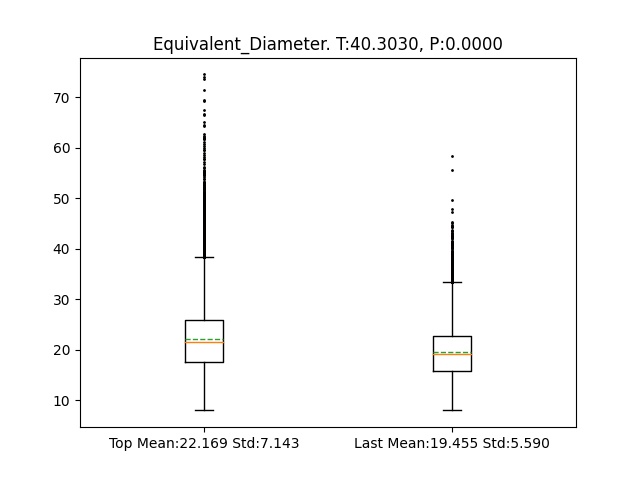 Equivalent_Diameter. T:40.3030, P:0.0000
70
60
50
40
30
20
10
Top Mean:22.169 Std:7.143
Last Mean:19.455 Std:5.590